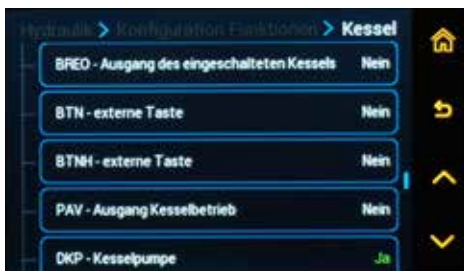 Hydraulik > Konfiguration Funktionen > Kessel
BREO - Ausgang des eingeschalteten Kessels Nein
BTN - externe Taste Nein
BTNH - externe Taste Nein
PAV - Ausgang Kesselbetrieb Nein
DKP - Kesselpumpe Ja